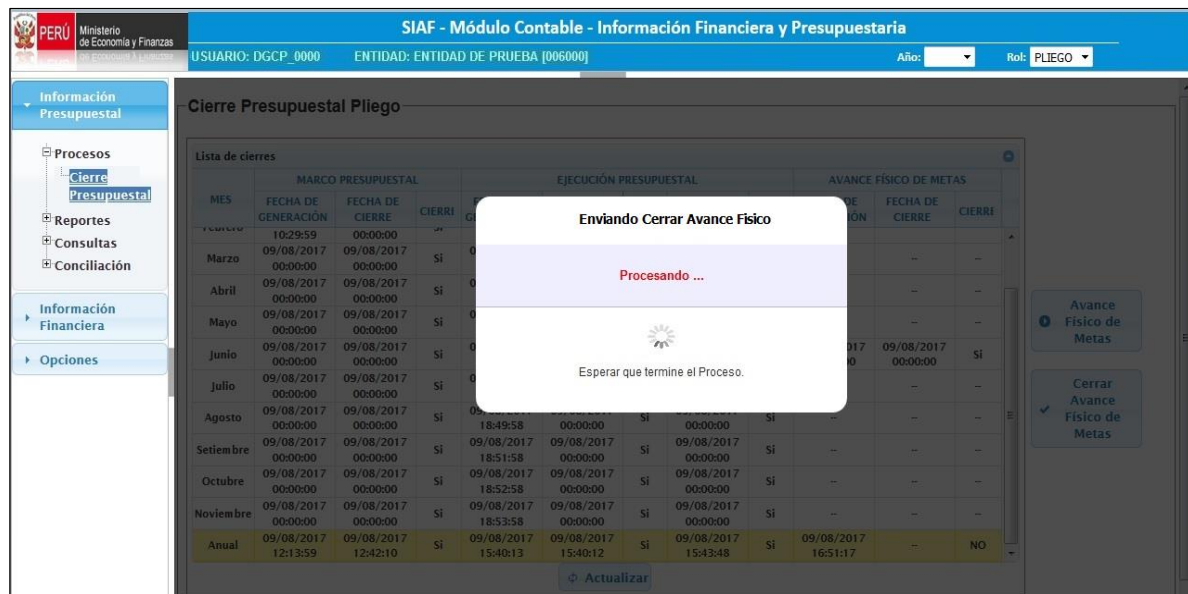 PERÚ Ministerio de Economía y Finanzas
SIAF - Módulo Contable - Información Financiera y Presupuestaria
USUARIO: DGCP_0000 ENTIDAD: ENTIDAD DE PRUEBA [006000] Año: Rol: PLIEGO
Información
Presupuestal
Procesos
Cierre
Presupuestal
Reportes
Consultas
Conciliación
Información
Financiera
Opciones
Cierre Presupuestal Pliego
Lista de cierres
MARCO PRESUPUESTAL EJECUCIÓN PRESUPUESTAL AVANCE FÍSICO DE METAS
MES FECHA DE GENERACIÓN FECHA DE CIERRE CIERRE FECHA DE CIERRE CIERRE
10:29:59 00:00:00
Marzo 09/08/2017 00:00:00 09/08/2017 00:00:00 Si -- --
Abril 09/08/2017 00:00:00 09/08/2017 00:00:00 Si -- --
Mayo 09/08/2017 00:00:00 09/08/2017 00:00:00 Si -- --
Junio 09/08/2017 00:00:00 09/08/2017 00:00:00 Si 09/08/2017 00:00:00 Si
Julio 09/08/2017 00:00:00 09/08/2017 00:00:00 Si -- --
Agosto 09/08/2017 00:00:00 09/08/2017 00:00:00 Si 18:49:58 00:00:00 Si 00:00:00 Si -- -- --
Setiembre 09/08/2017 00:00:00 09/08/2017 00:00:00 Si 09/08/2017 18:51:58 09/08/2017 00:00:00 Si 09/08/2017 00:00:00 Si -- -- --
Octubre 09/08/2017 00:00:00 09/08/2017 00:00:00 Si 09/08/2017 18:52:58 09/08/2017 00:00:00 Si 09/08/2017 00:00:00 Si -- -- --
Noviembre 09/08/2017 00:00:00 09/08/2017 00:00:00 Si 09/08/2017 18:53:58 09/08/2017 00:00:00 Si 09/08/2017 00:00:00 Si -- -- --
Anual 09/08/2017 12:13:59 09/08/2017 12:42:10 Si 09/08/2017 15:40:13 09/08/2017 15:40:12 Si 09/08/2017 15:43:48 Si 09/08/2017 16:51:17 -- NO
Actualizar
Enviando Cerrar Avance Fisico
Procesando ...
Esperar que termine el Proceso.
Avance
Físico de
Metas
Cerrar
Avance
Físico de
Metas